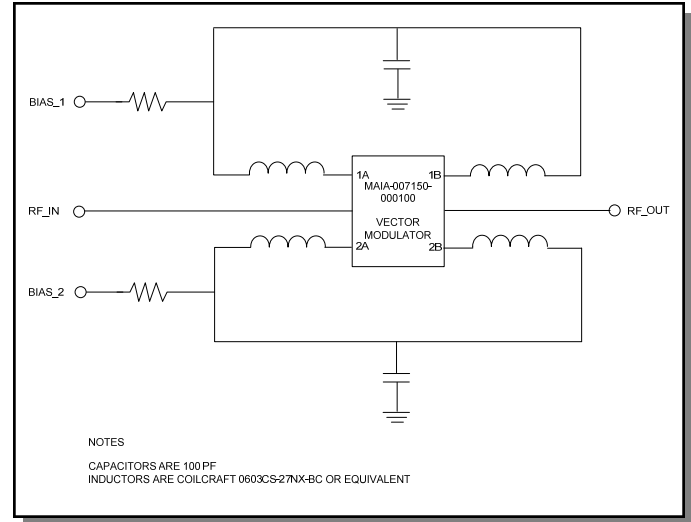 BIAS_1
1A
1B
MAIA-007150-
000100
RF_IN
RF_OUT
VECTOR
MODULATOR
2A
2B
BIAS_2
NOTES
CAPACITORS ARE 100 PF
INDUCTORS ARE COILCRAFT 0603CS-27NX-BC OR EQUIVALENT